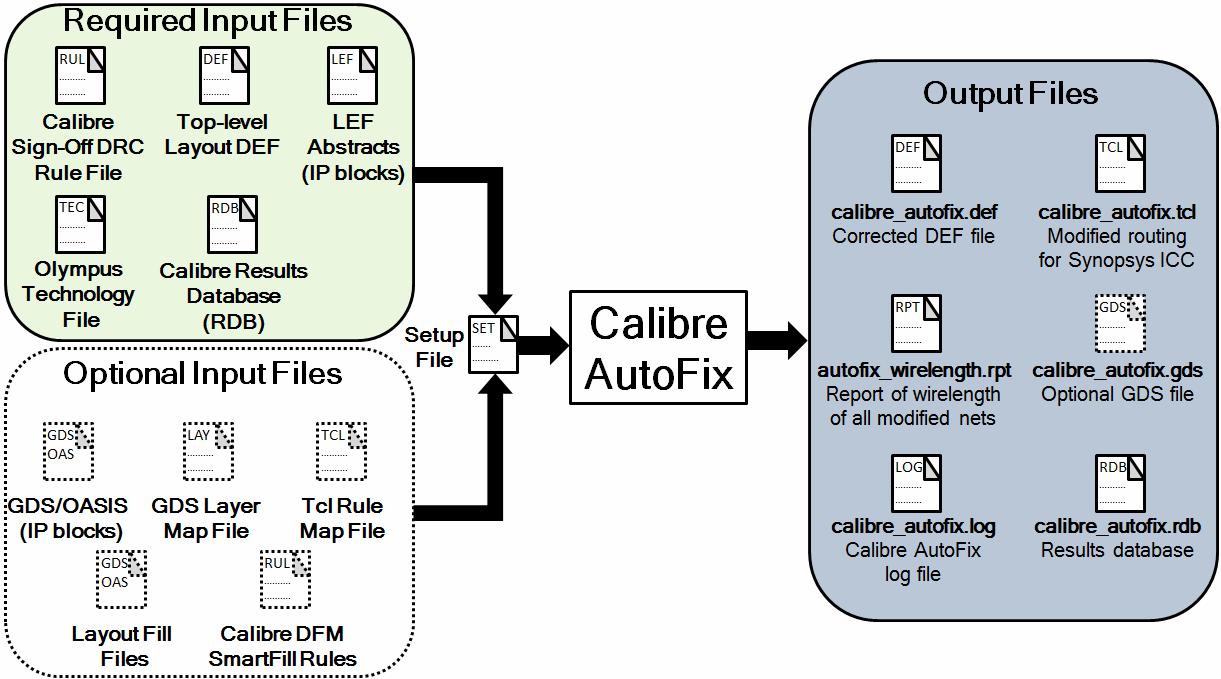 Required Input Files
RUL
DEF
LEF
Calibre
Sign-Off DRC
Rule File
Top-level
Layout DEF
LEF
Abstracts
(IP blocks)
TEC
RDB
Olympus
Technology
File
Calibre Results
Database
(RDB)
Optional Input Files
GDS
OAS
LAY
TCL
GDS/OASIS
(IP blocks)
GDS Layer
Map File
Tcl Rule
Map File
GDS
OAS
RUL
Layout Fill
Files
Calibre DFM
SmartFill Rules
Setup
File
SET
Calibre
AutoFix
Output Files
DEF
TCL
calibre_autofix.def
Corrected DEF file
calibre_autofix.tcl
Modified routing
for Synopsys ICC
RPT
GDS
autofix_wirelength.rpt
Report of wirelength
of all modified nets
calibre_autofix.gds
Optional GDS file
LOG
RDB
calibre_autofix.log
Calibre AutoFix
log file
calibre_autofix.rdb
Results database